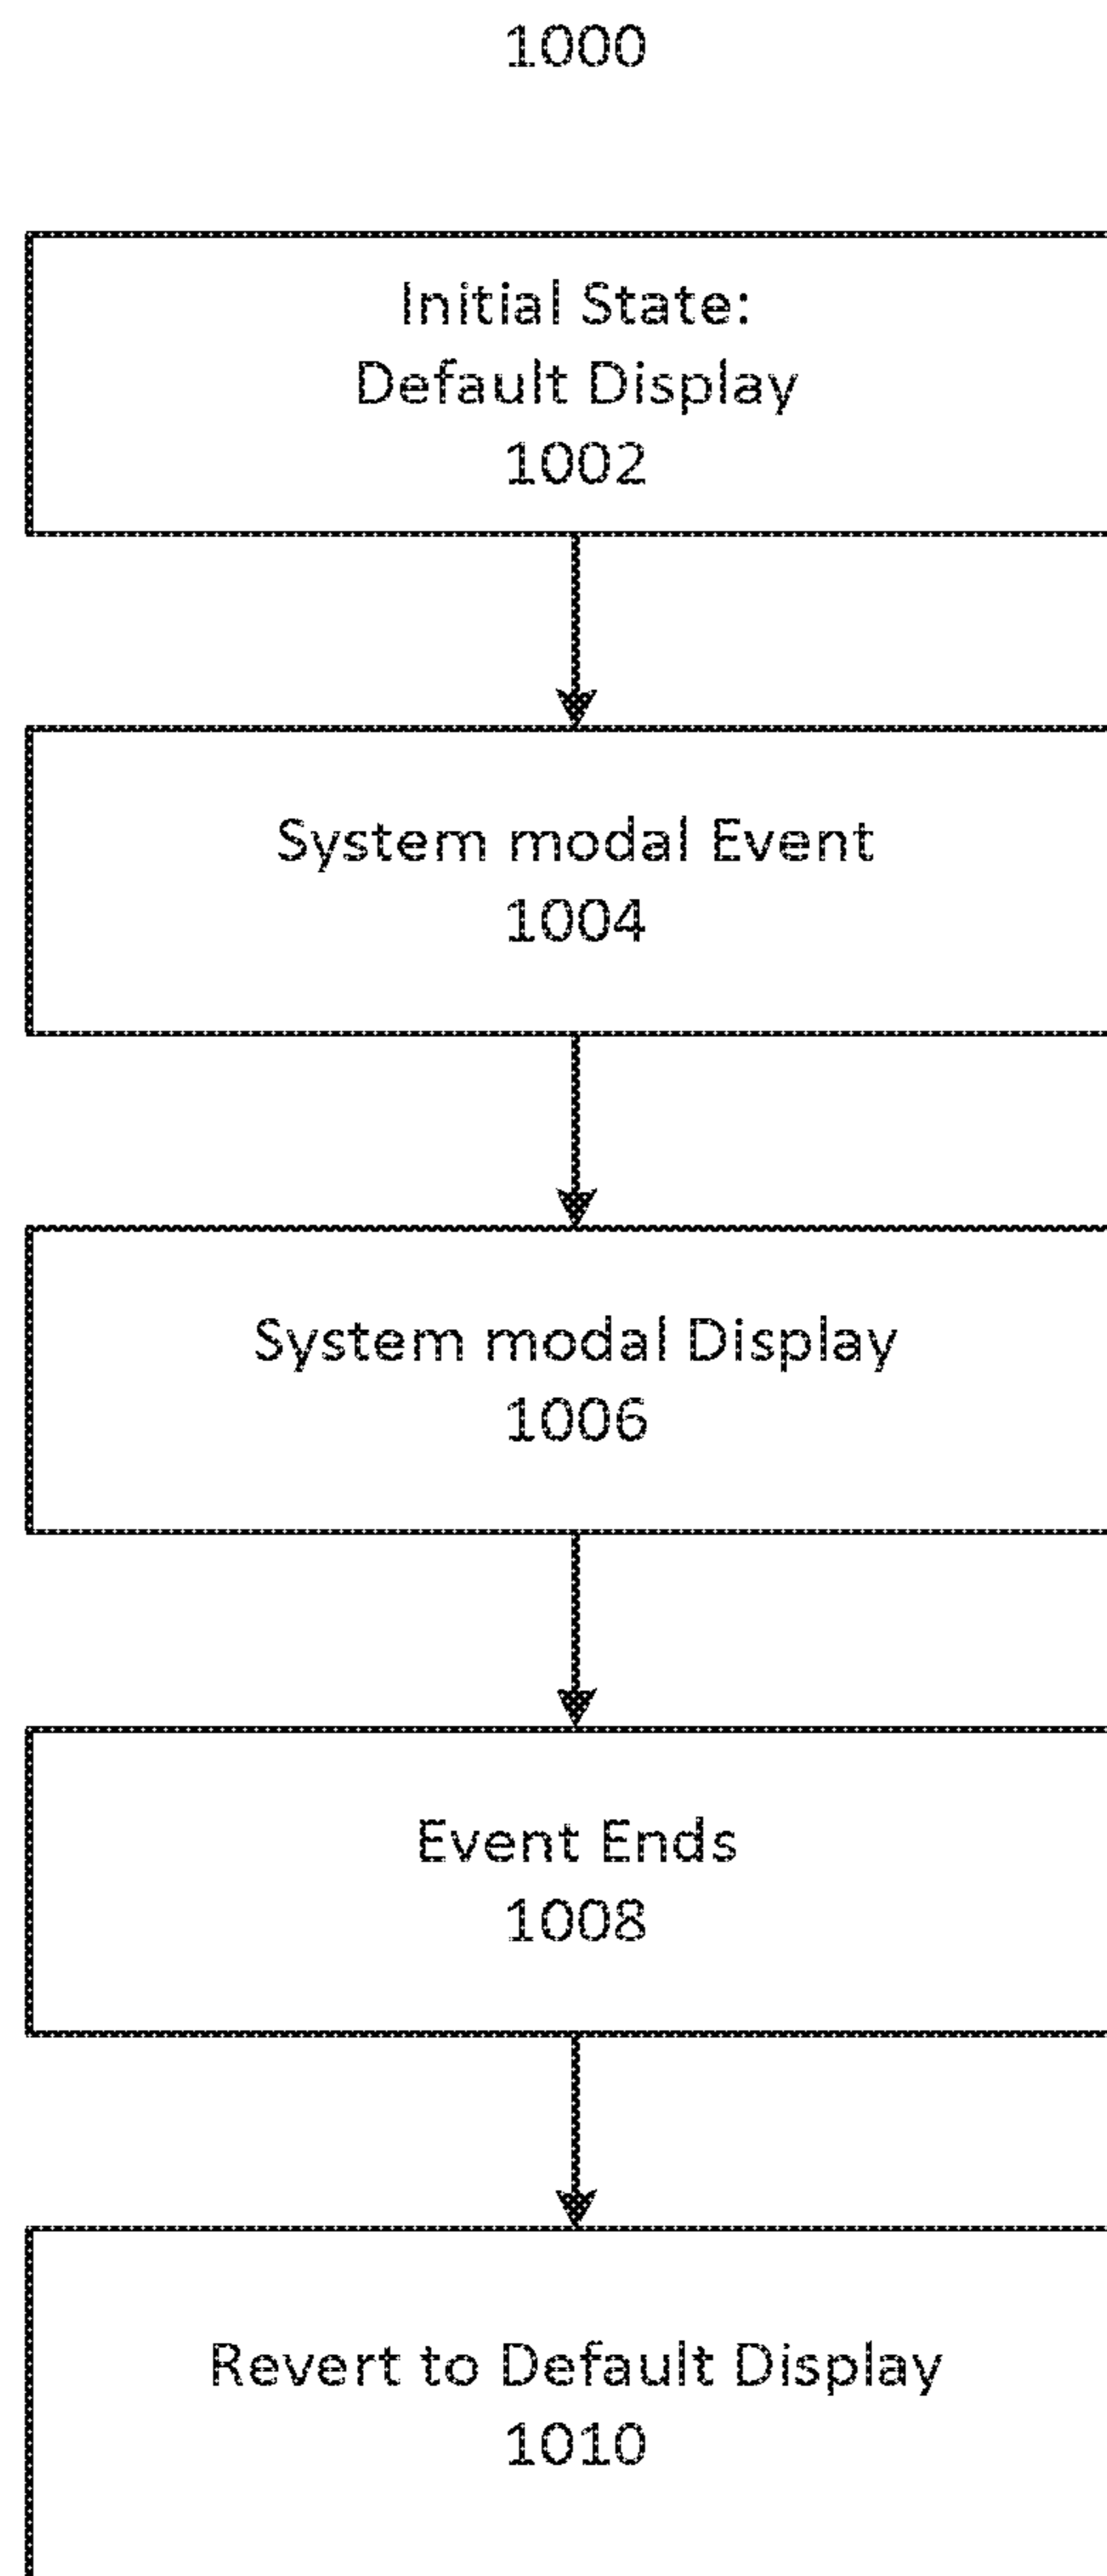 1000
Initial State:
Default Display
1002
System modal Event
1004
System modal Display
1006
Event Ends
1008
Revert to Default Display
1010